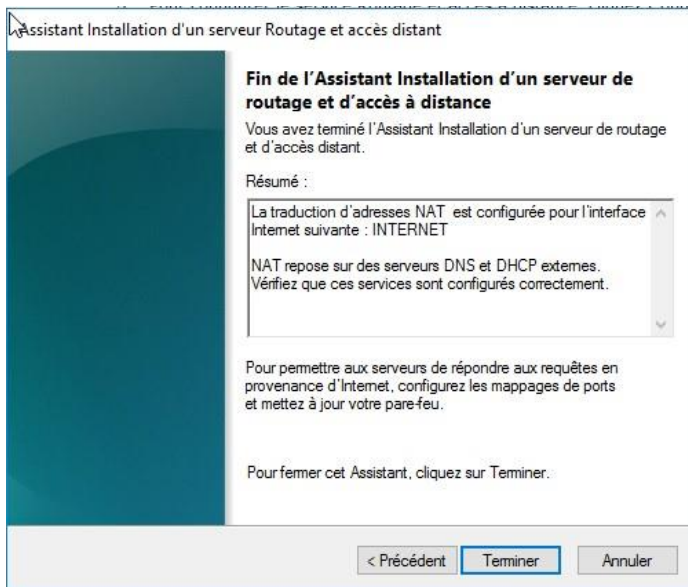 Assistant Installation d'un serveur Routage et accès distant
Fin de l'Assistant Installation d'un serveur de
routage et d'accès à distance
Vous avez terminé l'Assistant Installation d'un serveur de routage
et d'accès distant.
Résumé :
La traduction d'adresses NAT est configurée pour l'interface
Internet suivante : INTERNET
NAT repose sur des serveurs DNS et DHCP externes.
Vérifiez que ces services sont configurés correctement.
Pour permettre aux serveurs de répondre aux requêtes en
provenance d'Internet, configurez les mappages de ports
et mettez à jour votre pare-feu.
Pour fermer cet Assistant, cliquez sur Terminer.
< Précédent
Terminer
Annuler